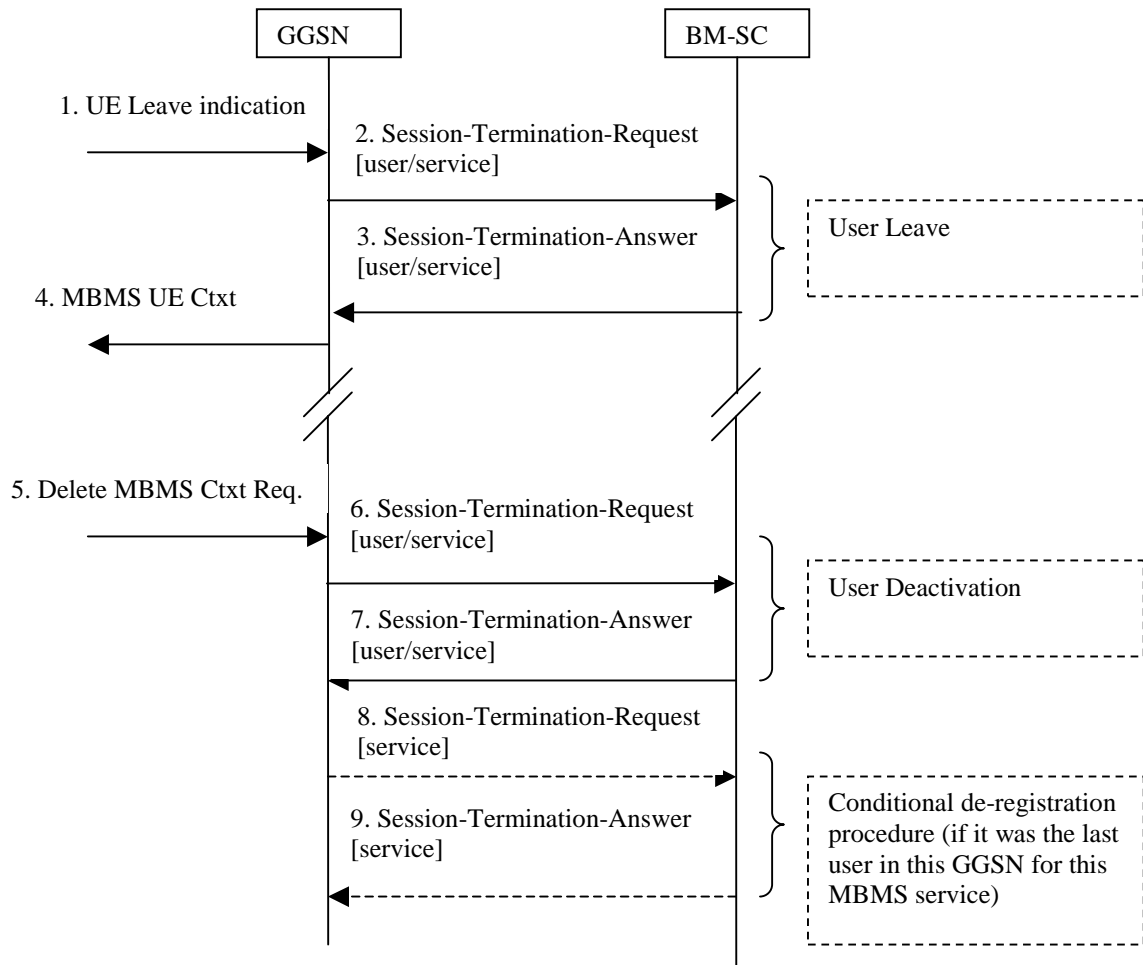 GGSN
BM-SC
1. UE Leave indication
2. Session-Termination-Request
[user/service]
3. Session-Termination-Answer
[user/service]
User Leave
4. MBMS UE Ctxt
5. Delete MBMS Ctxt Req.
6. Session-Termination-Request
[user/service]
7. Session-Termination-Answer
[user/service]
User Deactivation
8. Session-Termination-Request
[service]
9. Session-Termination-Answer
[service]
Conditional de-registration
procedure (if it was the last
user in this GGSN for this
MBMS service)